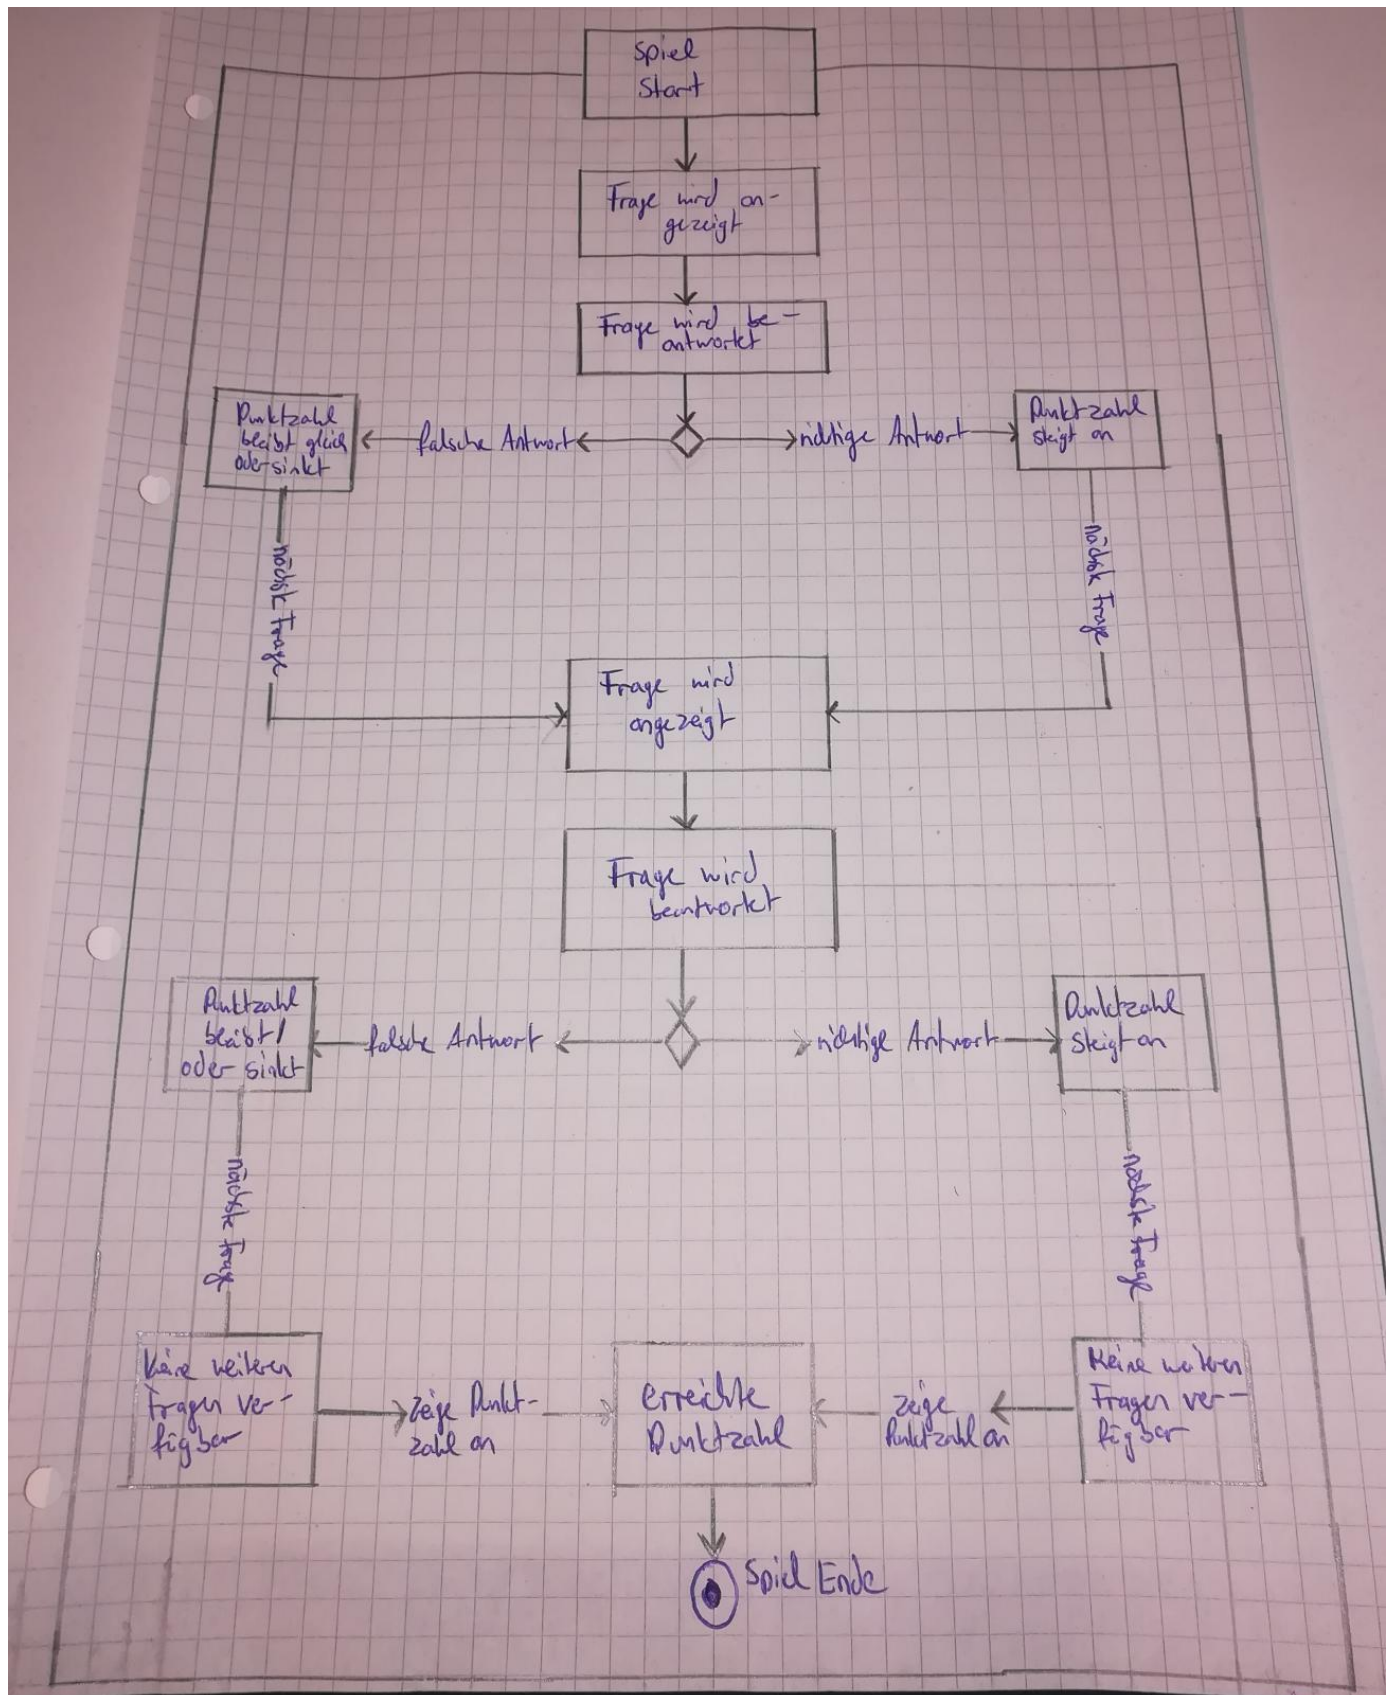 Spiel
Start
Frage wird an-
gezeigt
Frage wird be-
antwortet
Punktzahl
bleibt gleich
oder sinkt
falsche Antwort
richtige Antwort
Punktzahl
steigt an
nächste Frage
nächste Frage
Frage wird
angezeigt
Frage wird
beantwortet
Punktzahl
bleibt/
oder sinkt
falsche Antwort
richtige Antwort
Punktzahl
steigt an
nächste Frage
nächste Frage
Keine weiteren
Fragen ver-
fügbar
zeige Punkt-
zahl an
erreichte
Punktzahl
zeige
Punktzahl an
Keine weiteren
Fragen ver-
fügbar
Spiel Ende